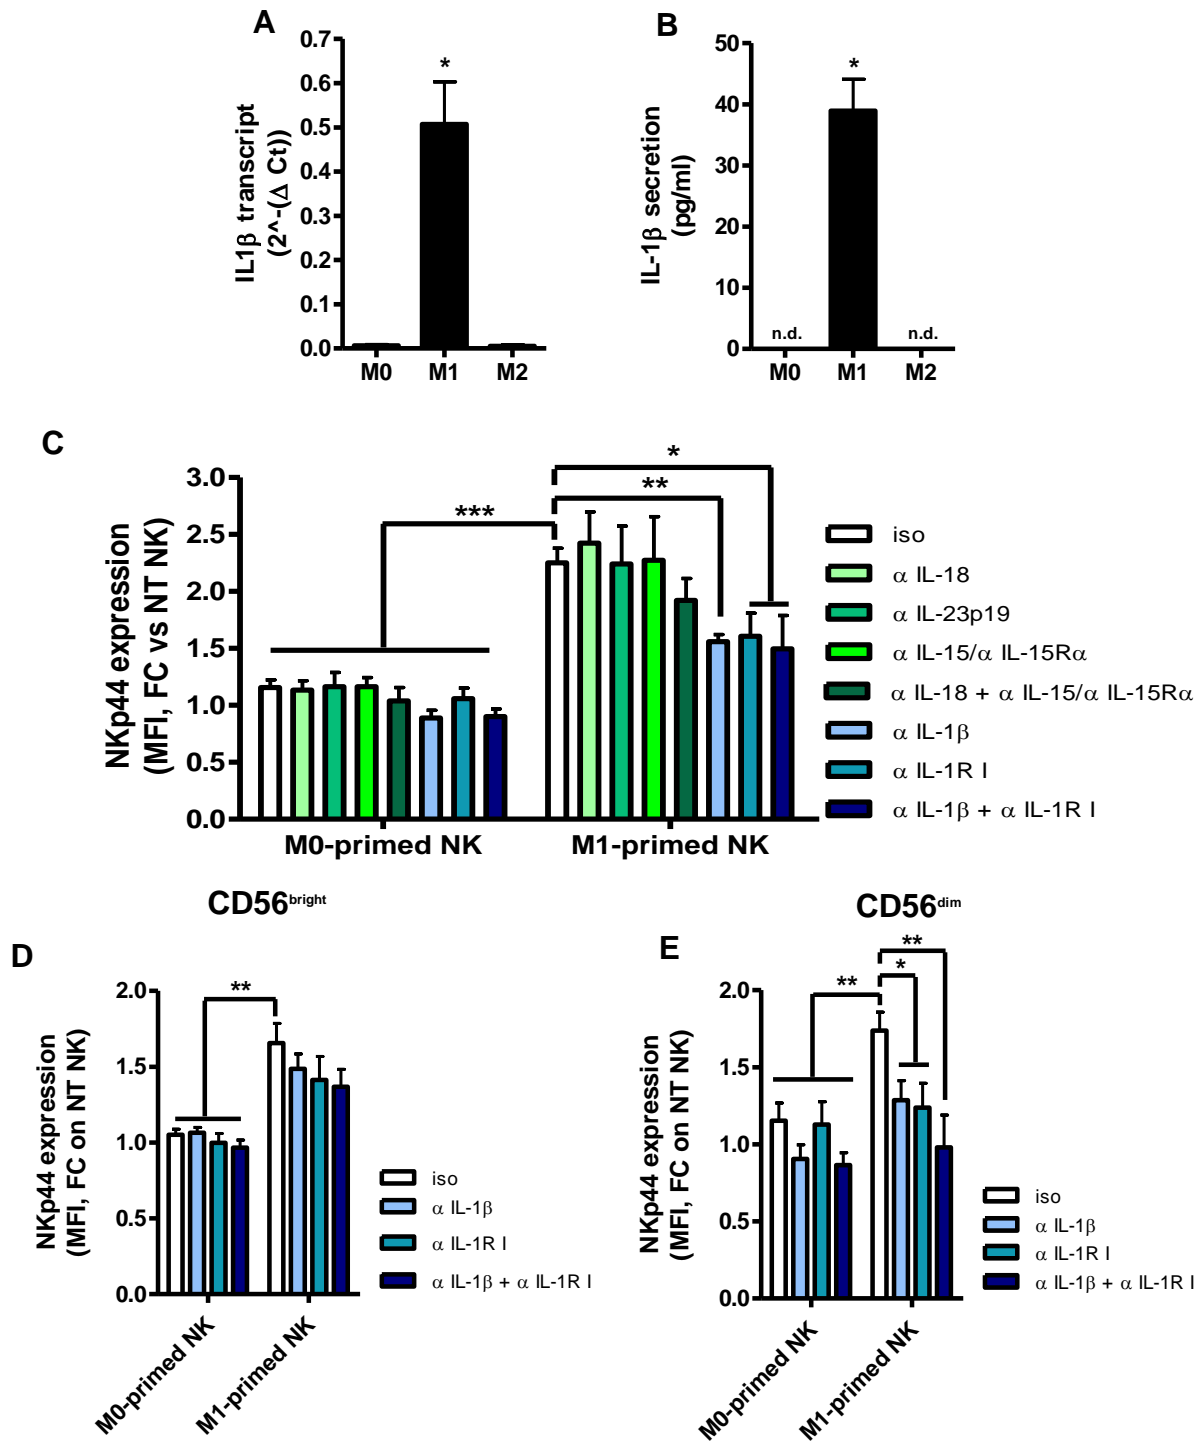 A
IL1β transcript
(2^-(Δ Ct))
0.7
0.6
0.5
0.4
0.3
0.2
0.1
0.0
*
M0 M1 M2
B
IL-1β secretion
(pg/ml)
50
40
30
20
10
0
n.d. * n.d.
M0 M1 M2
C
NKp44 expression
(MFI, FC vs NT NK)
3.0
2.5
2.0
1.5
1.0
0.5
0.0
***
**
*
M0-primed NK M1-primed NK
iso
α IL-18
α IL-23p19
α IL-15/α IL-15Rα
α IL-18 + α IL-15/α IL-15Rα
α IL-1β
α IL-1R I
α IL-1β + α IL-1R I
CD56bright
D
NKp44 expression
(MFI, FC on NT NK)
2.0
1.5
1.0
0.5
0.0
**
M0-primed NK
M1-primed NK
iso
α IL-1β
α IL-1R I
α IL-1β + α IL-1R I
CD56dim
E
NKp44 expression
(MFI, FC on NT NK)
2.0
1.5
1.0
0.5
0.0
**
*
**
M0-primed NK
M1-primed NK
iso
α IL-1β
α IL-1R I
α IL-1β + α IL-1R I